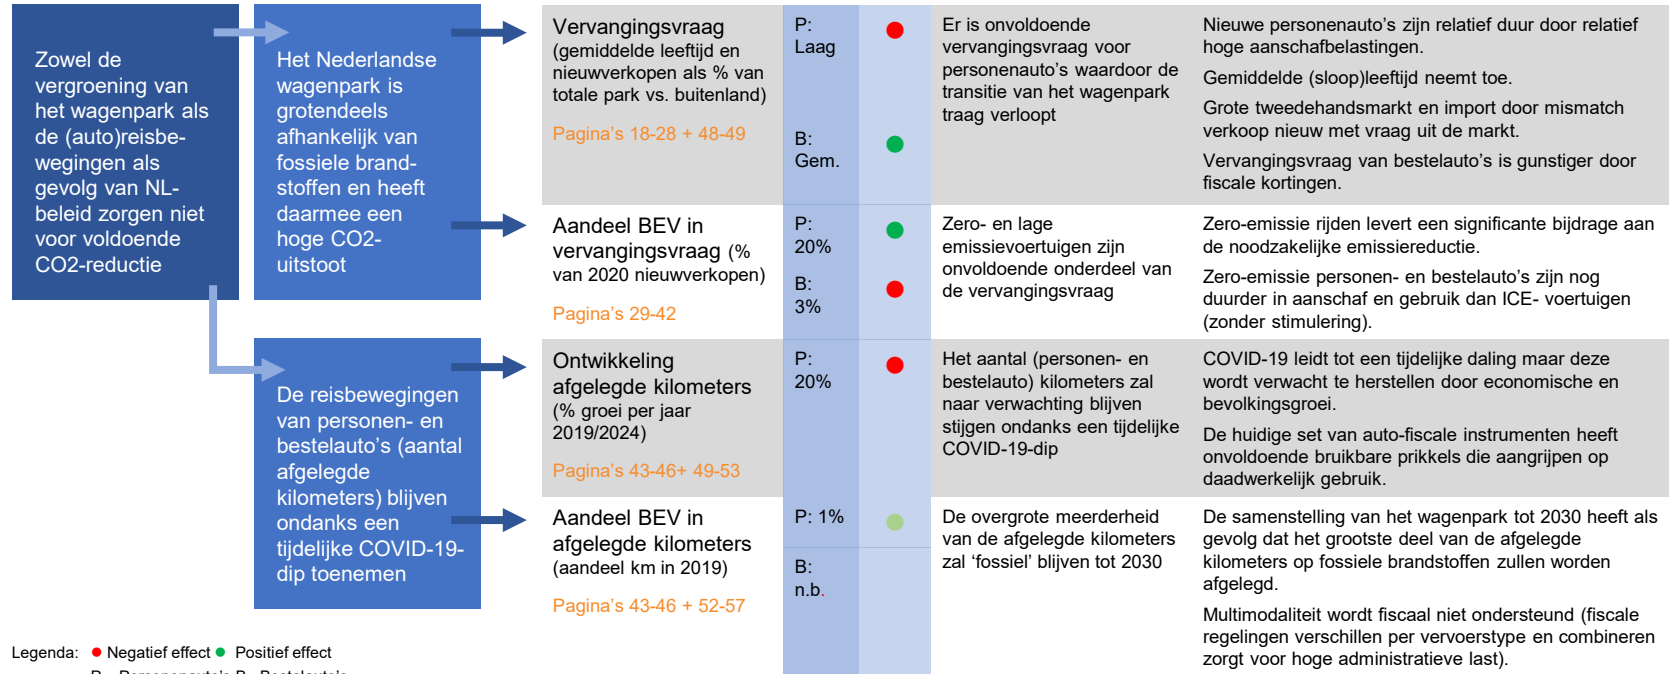 Zowel de
vergroening van
het wagenpark als
de (auto)reisbe-
wegingen als
gevolg van NL-
beleid zorgen niet
voor voldoende
CO2-reductie
Het Nederlandse
wagenpark is
grotendeels
afhankelijk van
fossiele brand-
stoffen en heeft
daarmee een
hoge CO2-
uitstoot
De reisbewegingen
van personen- en
bestelauto's (aantal
afgelegde
kilometers) blijven
ondanks een
tijdelijke COVID-19-
dip toenemen
Vervangingsvraag
(gemiddelde leeftijd en
nieuwverkopen als % van
totale park vs. buitenland)
Pagina's 18-28 + 48-49
P:
Laag
B:
Gem.
Er is onvoldoende
vervangingsvraag voor
personenauto's waardoor de
transitie van het wagenpark
traag verloopt
Nieuwe personenauto's zijn relatief duur door relatief
hoge aanschafbelastingen.
Gemiddelde (sloop)leeftijd neemt toe.
Grote tweedehandsmarkt en import door mismatch
verkoop nieuw met vraag uit de markt.
Vervangingsvraag van bestelauto's is gunstiger door
fiscale kortingen.
Aandeel BEV in
vervangingsvraag (%
van 2020 nieuwverkopen)
Pagina's 29-42
P:
20%
B:
3%
Zero- en lage
emissievoertuigen zijn
onvoldoende onderdeel van
de vervangingsvraag
Zero-emissie rijden levert een significante bijdrage aan
de noodzakelijke emissiereductie.
Zero-emissie personen- en bestelauto's zijn nog
duurder in aanschaf en gebruik dan ICE- voertuigen
(zonder stimulering).
Ontwikkeling
afgelegde kilometers
(% groei per jaar
2019/2024)
Pagina's 43-46+ 49-53
P:
20%
Het aantal (personen- en
bestelauto) kilometers zal
naar verwachting blijven
stijgen ondanks een tijdelijke
COVID-19-dip
COVID-19 leidt tot een tijdelijke daling maar deze
wordt verwacht te herstellen door economische en
bevolkingsgroei.
De huidige set van auto-fiscale instrumenten heeft
onvoldoende bruikbare prikkels die aangrijpen op
daadwerkelijk gebruik.
Aandeel BEV in
afgelegde kilometers
(aandeel km in 2019)
Pagina's 43-46 + 52-57
P: 1%
B:
n.b.
De overgrote meerderheid
van de afgelegde kilometers
zal 'fossiel' blijven tot 2030
De samenstelling van het wagenpark tot 2030 heeft als
gevolg dat het grootste deel van de afgelegde
kilometers op fossiele brandstoffen zullen worden
afgelegd.
Multimodaliteit wordt fiscaal niet ondersteund (fiscale
regelingen verschillen per vervoerstype en combineren
zorgt voor hoge administratieve last).
Legenda: ● Negatief effect ● Positief effect